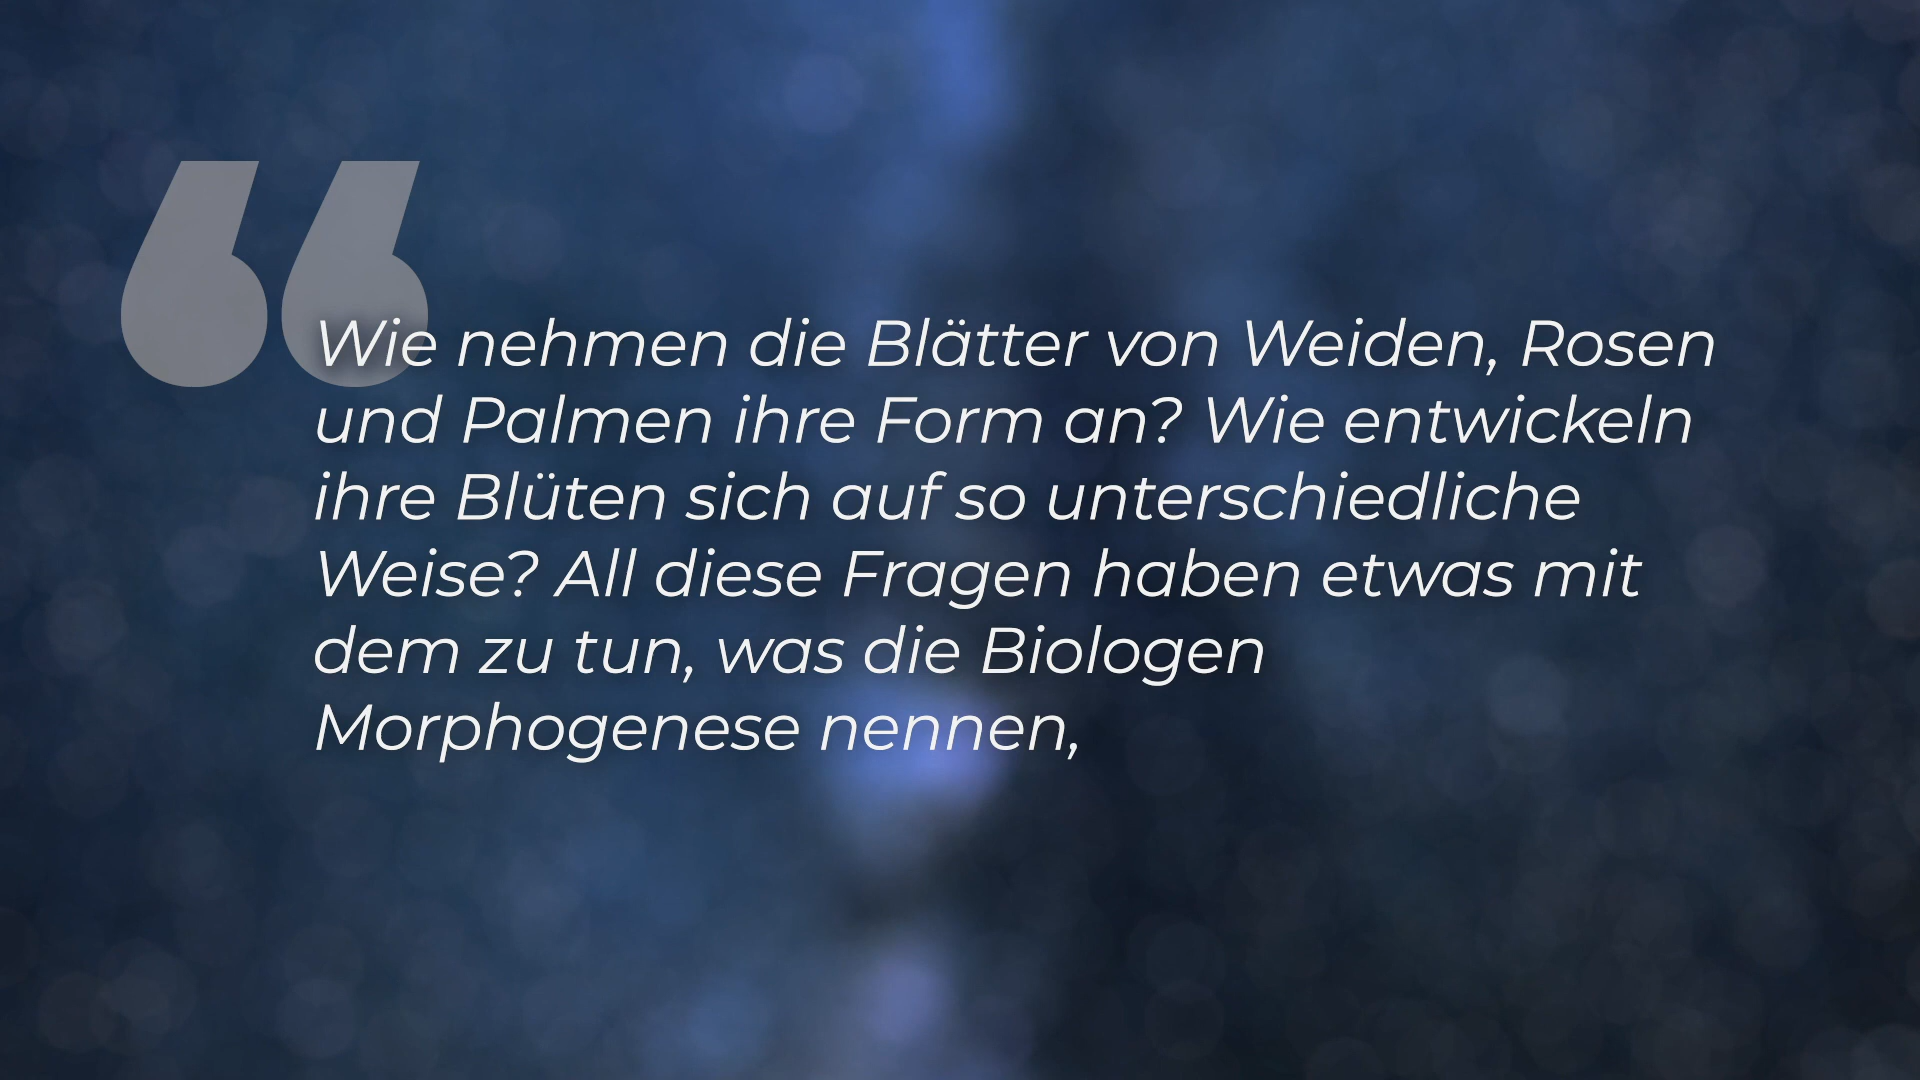 “
Wie nehmen die Blätter von Weiden, Rosen
und Palmen ihre Form an? Wie entwickeln
ihre Blüten sich auf so unterschiedliche
Weise? All diese Fragen haben etwas mit
dem zu tun, was die Biologen
Morphogenese nennen,